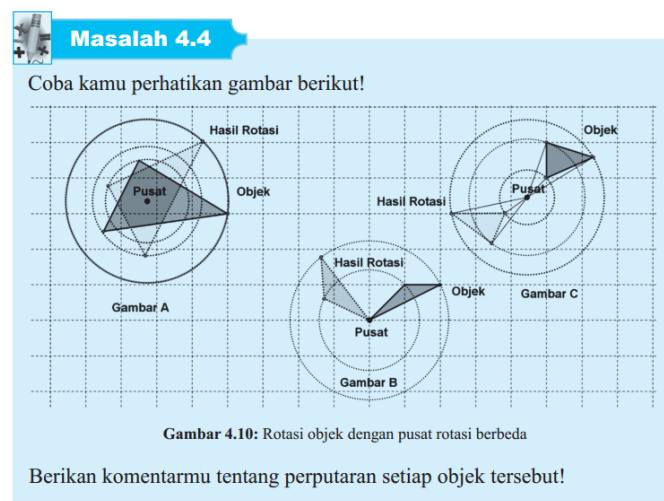 Masalah 4.4
Coba kamu perhatikan gambar berikut!
Hasil Rotasi
Pusat
Objek
Gambar A
Hasil Rotasi
Objek
Pusat
Gambar B
Objek
Pusat
Hasil Rotasi
Gambar C
Gambar 4.10: Rotasi objek dengan pusat rotasi berbeda
Berikan komentarmu tentang perputaran setiap objek tersebut!